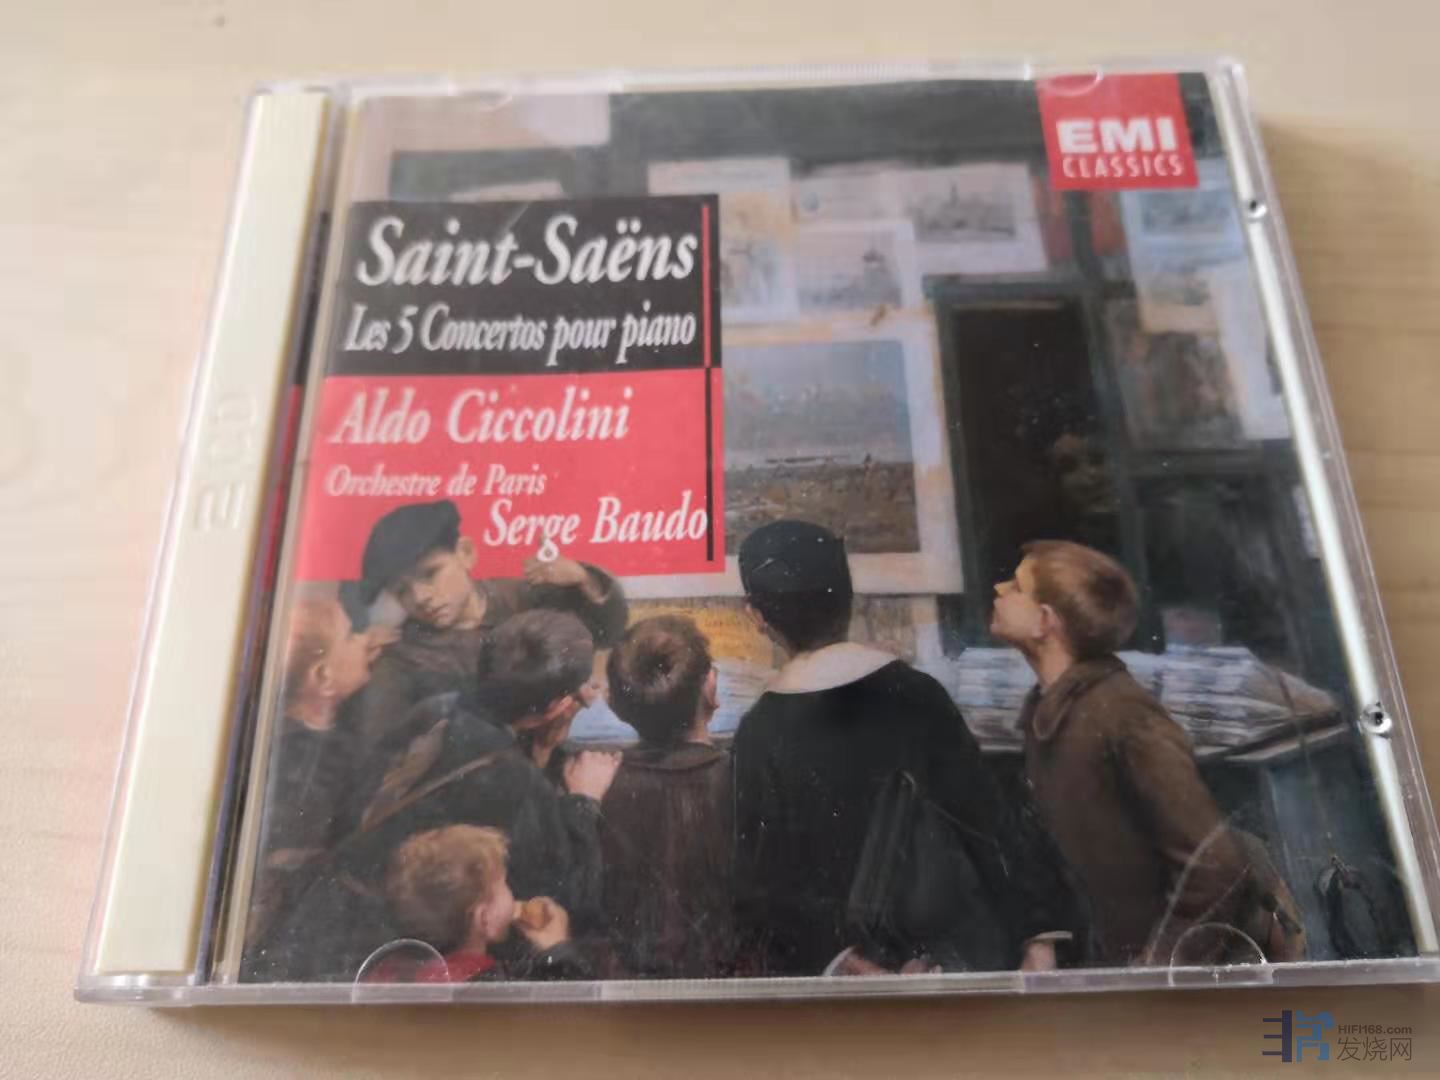 EMI
CLASSICS
Saint-Saëns
Les 5 Concertos pour piano
Aldo Ciccolini
Orchestre de Paris
Serge Baudo
2CD
HIFI168.com
发烧网